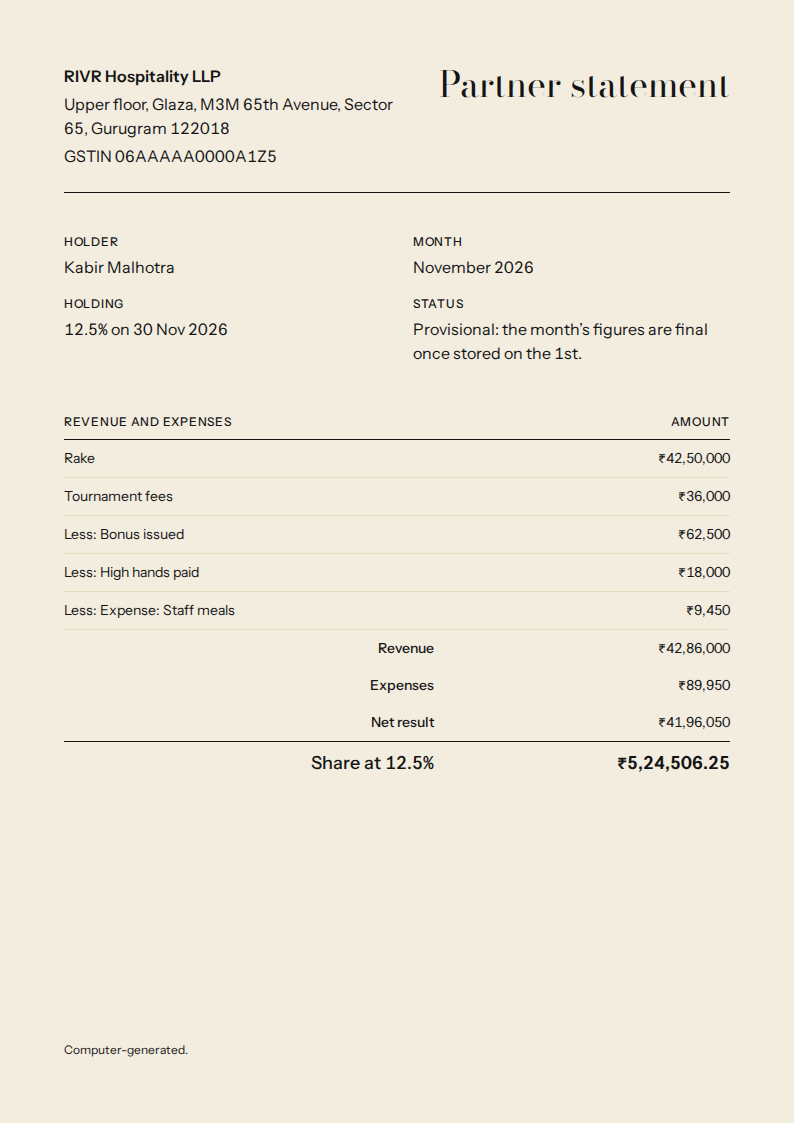 RIVR Hospitality LLP
Partner statement
Upper floor, Glaza, M3M 65th Avenue, Sector
65, Gurugram 122018
GSTIN 06AAAAA0000A1Z5
HOLDER
Kabir Malhotra
MONTH
November 2026
HOLDING
12.5% on 30 Nov 2026
STATUS
Provisional: the month’s figures are final
once stored on the 1st.
REVENUE AND EXPENSES AMOUNT
Rake ₹42,50,000
Tournament fees ₹36,000
Less: Bonus issued ₹62,500
Less: High hands paid ₹18,000
Less: Expense: Staff meals ₹9,450
Revenue ₹42,86,000
Expenses ₹89,950
Net result ₹41,96,050
Share at 12.5% ₹5,24,506.25
Computer-generated.